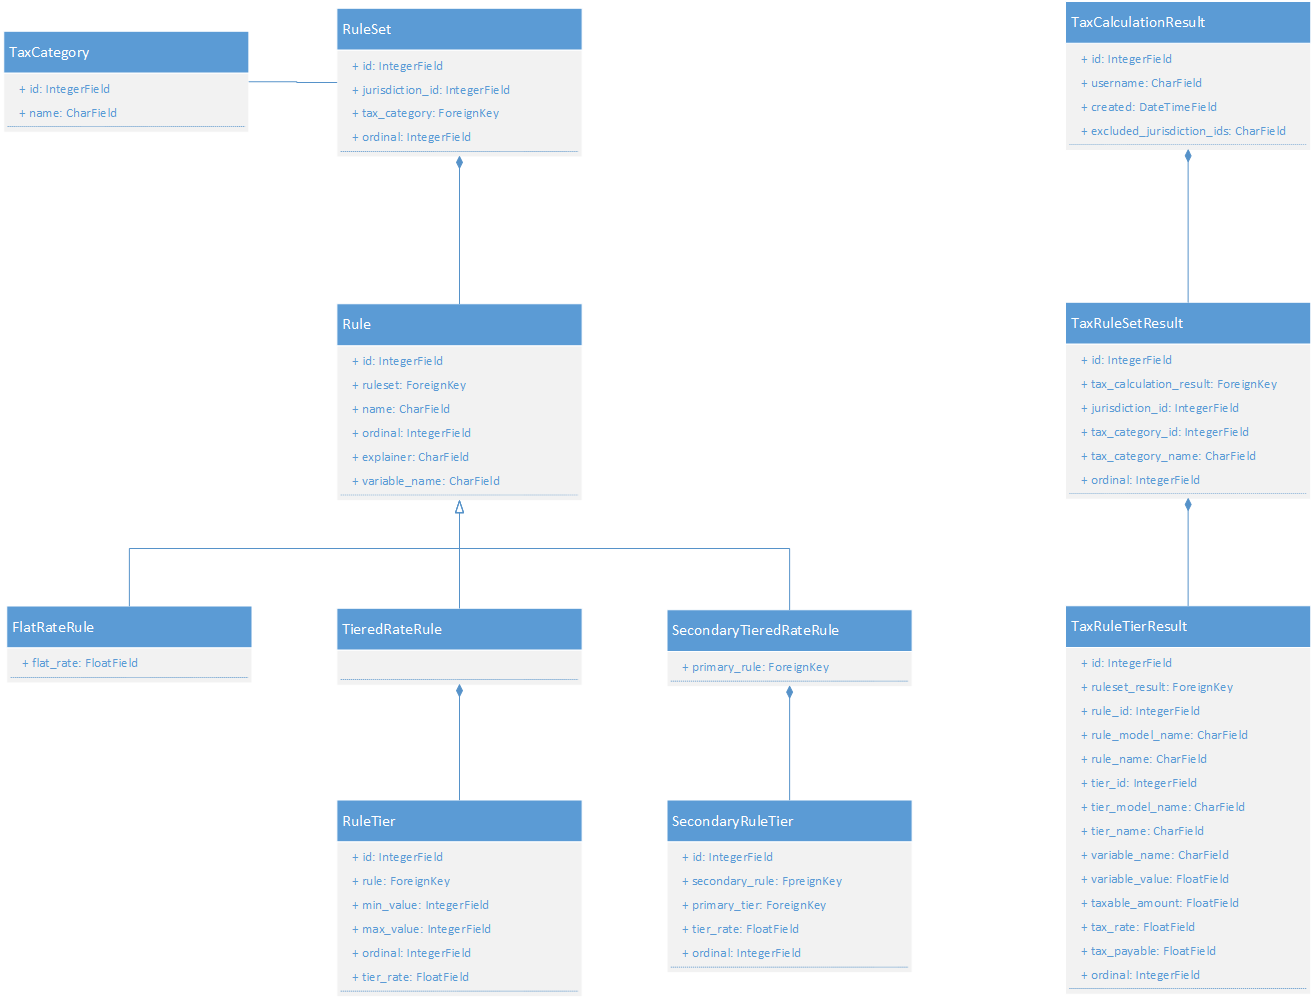 TaxCategory
+ id: IntegerField
+ name: CharField
RuleSet
+ id: IntegerField
+ jurisdiction_id: IntegerField
+ tax_category: ForeignKey
+ ordinal: IntegerField
TaxCalculationResult
+ id: IntegerField
+ username: CharField
+ created: DateTimeField
+ excluded_jurisdiction_ids: CharField
Rule
+ id: IntegerField
+ ruleset: ForeignKey
+ name: CharField
+ ordinal: IntegerField
+ explainer: CharField
+ variable_name: CharField
TaxRuleSetResult
+ id: IntegerField
+ tax_calculation_result: ForeignKey
+ jurisdiction_id: IntegerField
+ tax_category_id: IntegerField
+ tax_category_name: CharField
+ ordinal: IntegerField
FlatRateRule
+ flat_rate: FloatField
TieredRateRule
SecondaryTieredRateRule
+ primary_rule: ForeignKey
RuleTier
+ id: IntegerField
+ rule: ForeignKey
+ min_value: IntegerField
+ max_value: IntegerField
+ ordinal: IntegerField
+ tier_rate: FloatField
SecondaryRuleTier
+ id: IntegerField
+ secondary_rule: FpreignKey
+ primary_tier: ForeignKey
+ tier_rate: FloatField
+ ordinal: IntegerField
TaxRuleTierResult
+ id: IntegerField
+ ruleset_result: ForeignKey
+ rule_id: IntegerField
+ rule_model_name: CharField
+ rule_name: CharField
+ tier_id: IntegerField
+ tier_model_name: CharField
+ tier_name: CharField
+ variable_name: CharField
+ variable_value: FloatField
+ taxable_amount: FloatField
+ tax_rate: FloatField
+ tax_payable: FloatField
+ ordinal: IntegerField